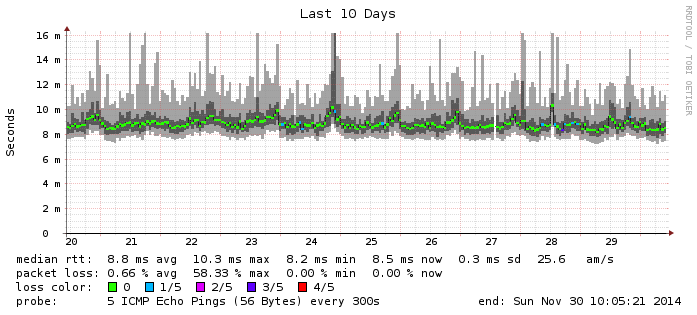 Last 10 Days
RRDTOOL / TOBI OETIKER
Seconds
16 m
14 m
12 m
10 m
8 m
6 m
4 m
2 m
0
20 21 22 23 24 25 26 27 28 29
median rtt: 8.8 ms avg 10.3 ms max 8.2 ms min 8.5 ms now 0.3 ms sd 25.6 am/s
packet loss: 0.66 % avg 58.33 % max 0.00 % min 0.00 % now
loss color: 0 1/5 2/5 3/5 4/5
probe: 5 ICMP Echo Pings (56 Bytes) every 300s end: Sun Nov 30 10:05:21 2014